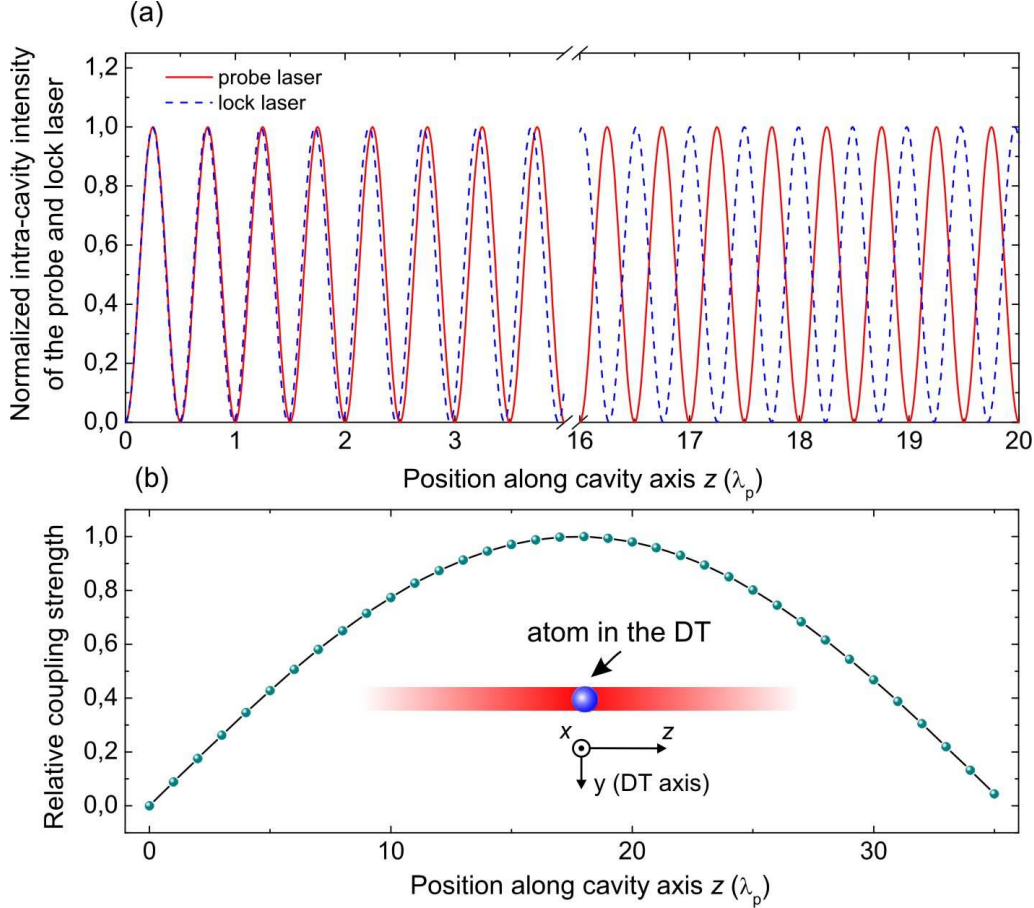 (a)
Normalized intra-cavity intensity
of the probe and lock laser
1,2
1,0
0,8
0,6
0,4
0,2
0,0
probe laser
lock laser
0 1 2 3 16 17 18 19 20
Position along cavity axis z (λp)
(b)
Relative coupling strength
1,0
0,8
0,6
0,4
0,2
0,0
atom in the DT
x z
y (DT axis)
0 10 20 30
Position along cavity axis z (λp)